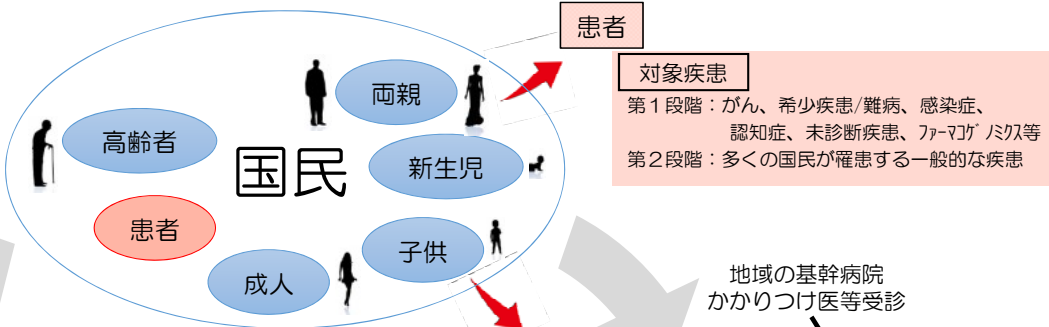 患者
対象疾患
第1段階：がん、希少疾患/難病、感染症、
認知症、未診断疾患、ファーマコゲノミクス等
第2段階：多くの国民が罹患する一般的な疾患
両親
高齢者
国民
新生児
患者
子供
成人
地域の基幹病院
かかりつけ医等受診